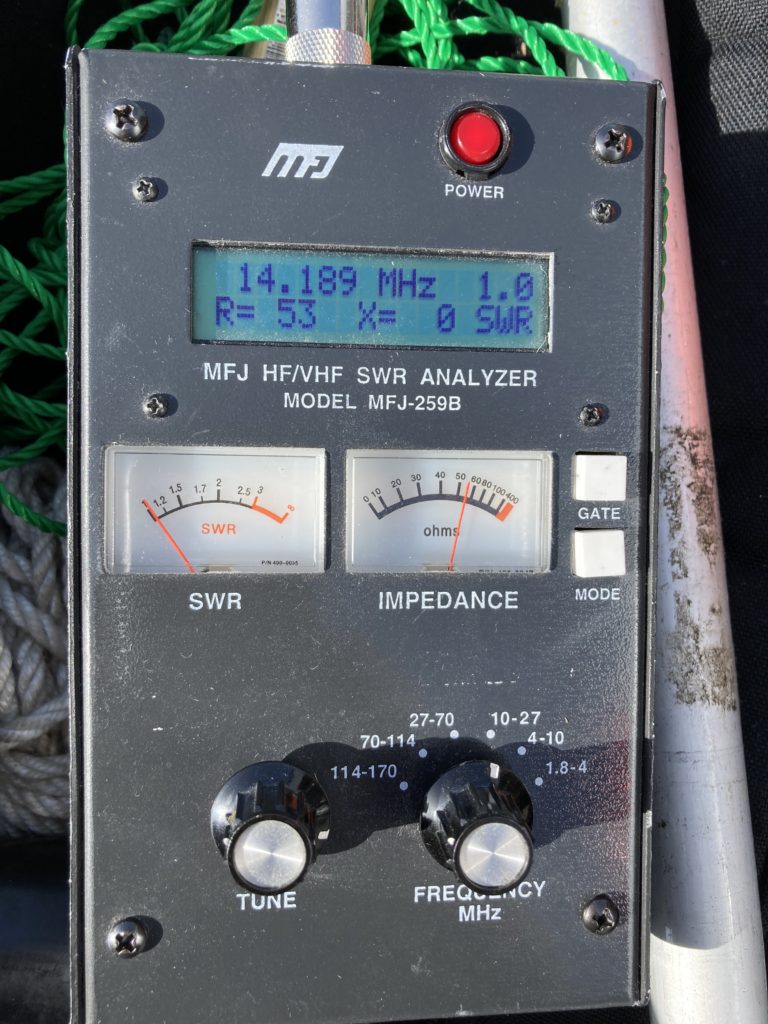 MFJ
POWER
14.189 MHz 1.0
R= 53 X= 0 SWR
MFJ HF/VHF SWR ANALYZER
MODEL MFJ-259B
1.2 1.5 1.7 2 2.5 3 8
SWR
0 10 20 30 40 50 60 80 100 400
ohms
GATE
MODE
SWR
IMPEDANCE
27-70 10-27
70-114 4-10
114-170 1.8-4
TUNE
FREQUENCY
MHz